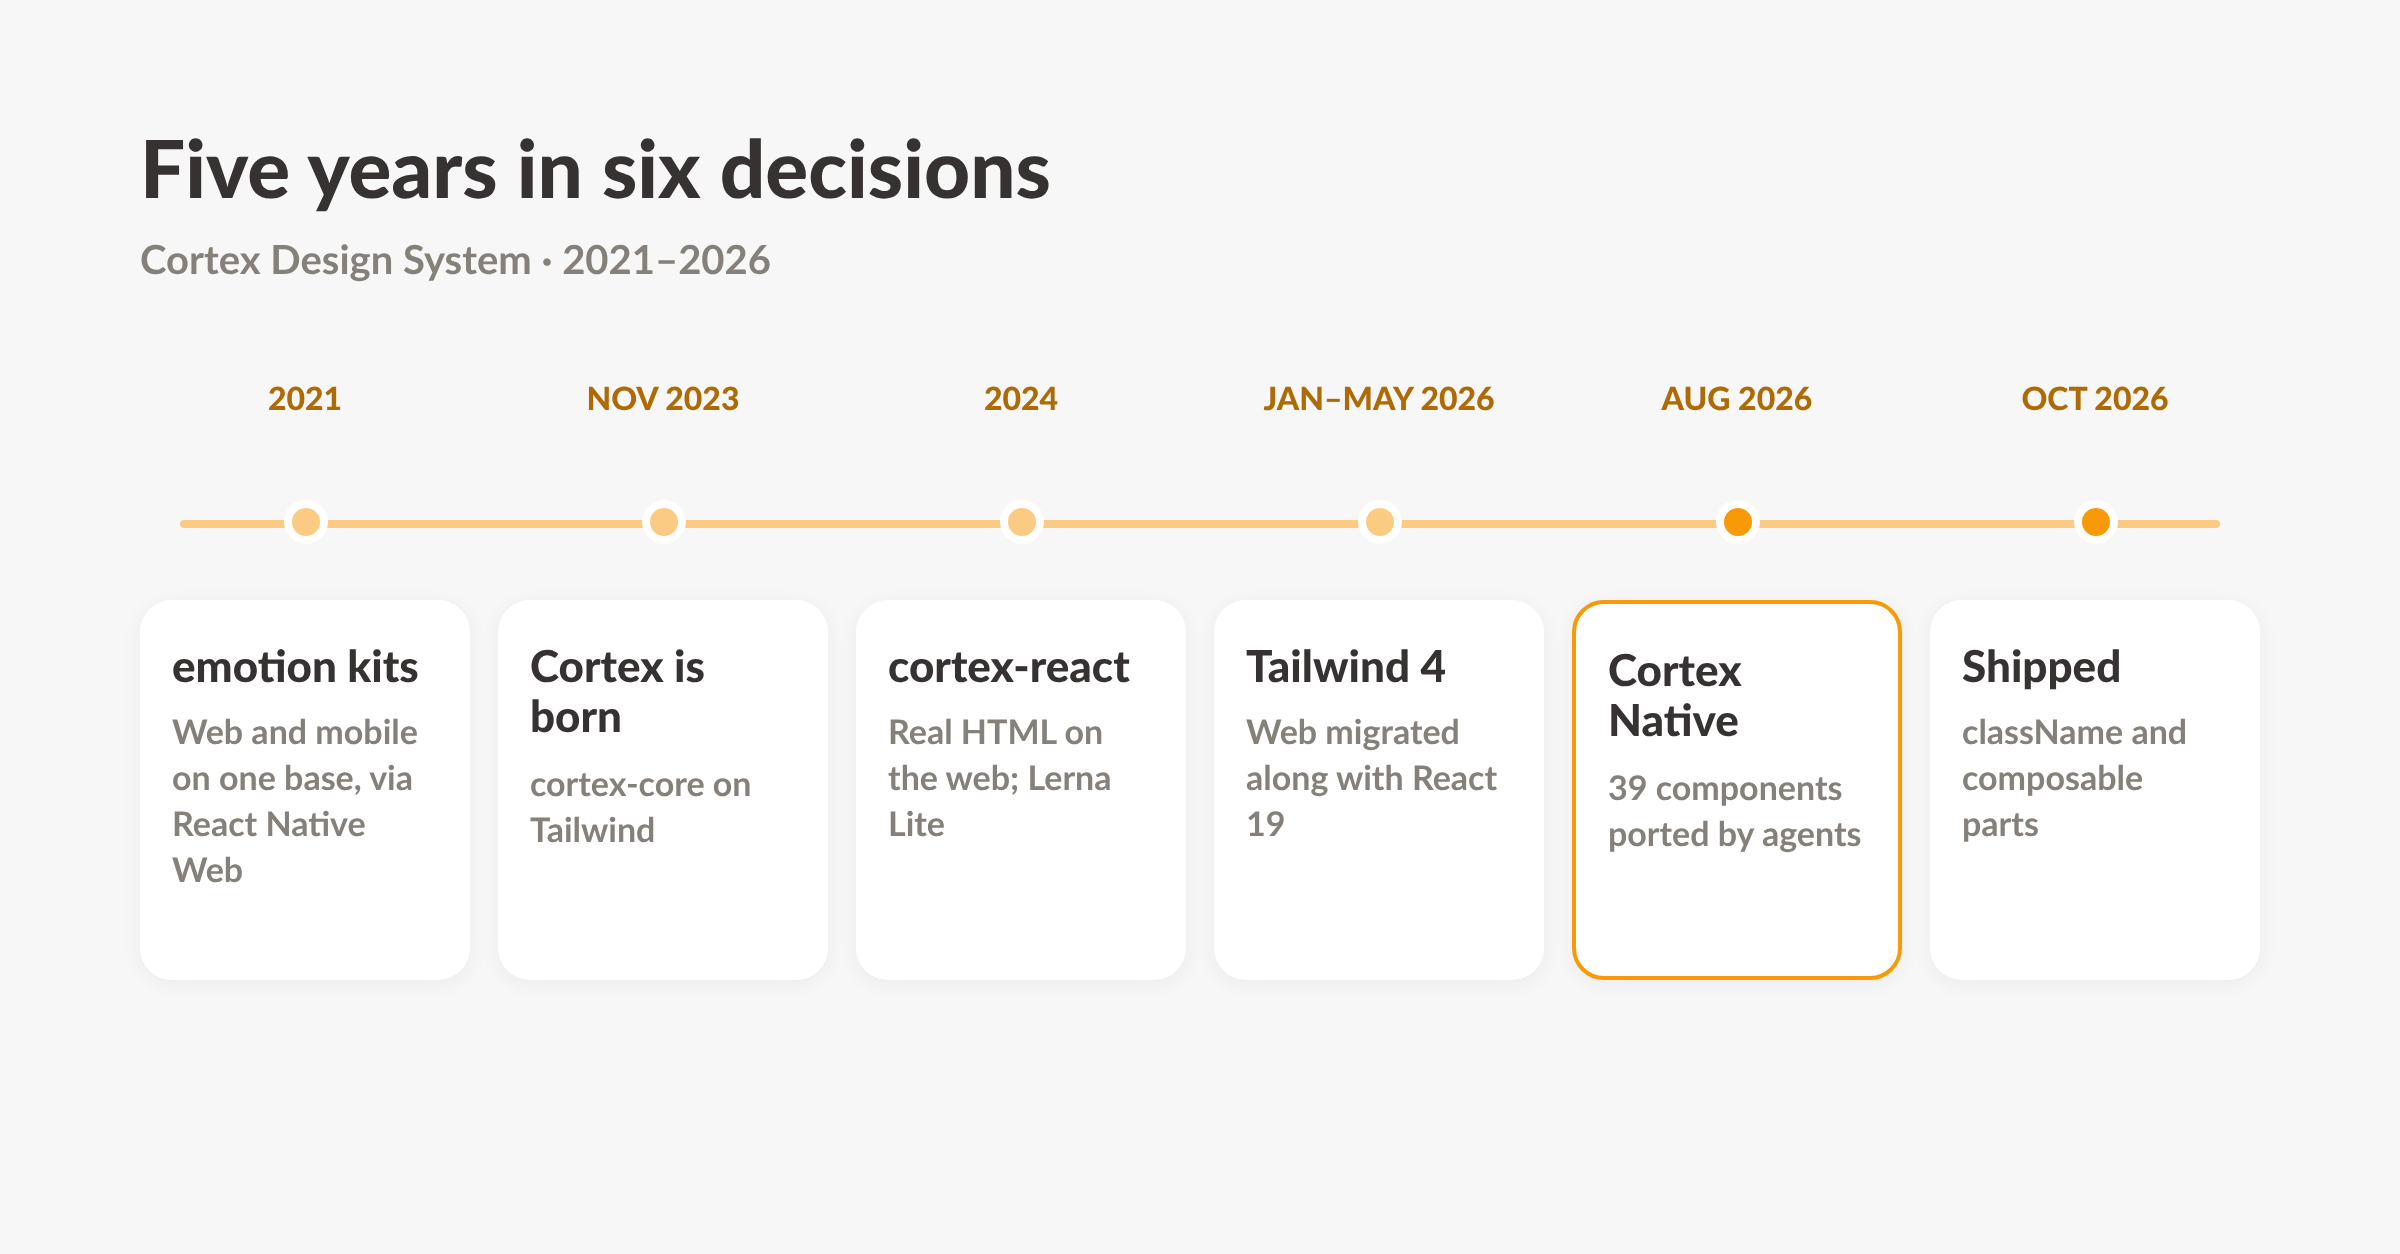 Five years in six decisions
Cortex Design System · 2021–2026
2021
NOV 2023
2024
JAN–MAY 2026
AUG 2026
OCT 2026
emotion kits
Web and mobile
on one base, via
React Native
Web
Cortex is
born
cortex-core on
Tailwind
cortex-react
Real HTML on
the web; Lerna
Lite
Tailwind 4
Web migrated
along with React
19
Cortex
Native
39 components
ported by agents
Shipped
className and
composable
parts